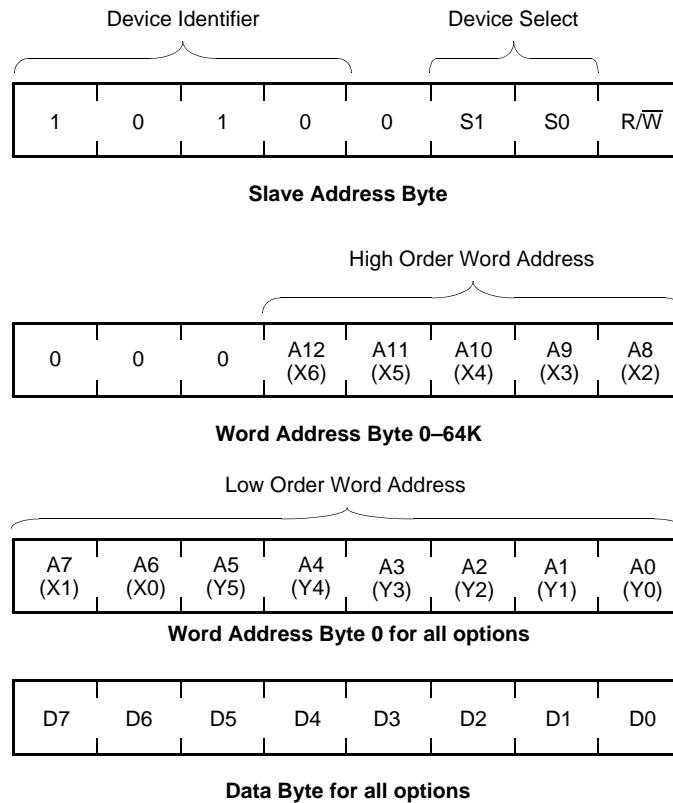 Device Identifier Device Select
1 0 1 0 0 S1 S0 R/W̅
Slave Address Byte
High Order Word Address
0 0 0 A12 A11 A10 A9 A8
(X6) (X5) (X4) (X3) (X2)
Word Address Byte 0–64K
Low Order Word Address
A7 A6 A5 A4 A3 A2 A1 A0
(X1) (X0) (Y5) (Y4) (Y3) (Y2) (Y1) (Y0)
Word Address Byte 0 for all options
D7 D6 D5 D4 D3 D2 D1 D0
Data Byte for all options